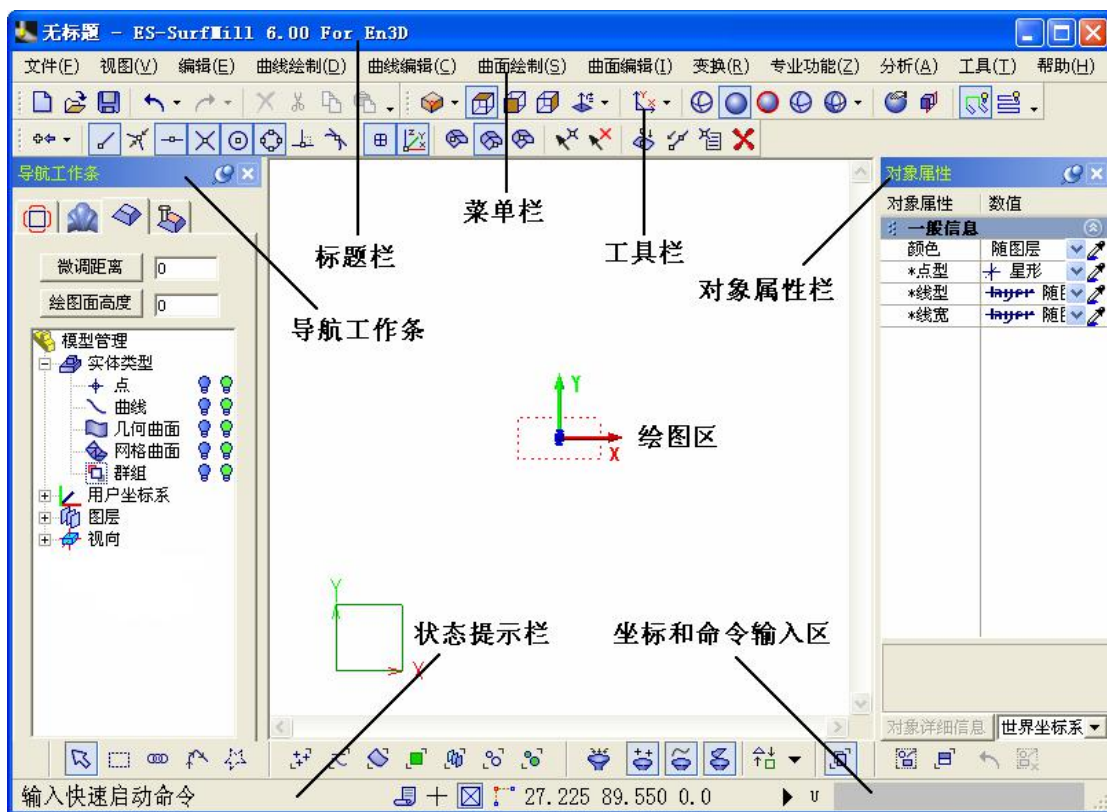 无标题 - ES-SurfMill 6.00 For En3D
文件(F) 视图(V) 编辑(E) 曲线绘制(D) 曲线编辑(C) 曲面绘制(S) 曲面编辑(I) 变换(R) 专业功能(Z) 分析(A) 工具(T) 帮助(H)
导航工作条
微调距离 0
绘图面高度 0
模型管理
实体类型
点
曲线
几何曲面
网格曲面
群组
用户坐标系
图层
视向
菜单栏
标题栏
工具栏
对象属性栏
导航工作条
Y
X
绘图区
Y
X
状态提示栏
坐标和命令输入区
对象属性
对象属性 数值
一般信息
颜色 随图层
*点型 星形
*线型 layer 随图
*线宽 layer 随图
对象详细信息 世界坐标系
输入快速启动命令
27.225 89.550 0.0
U